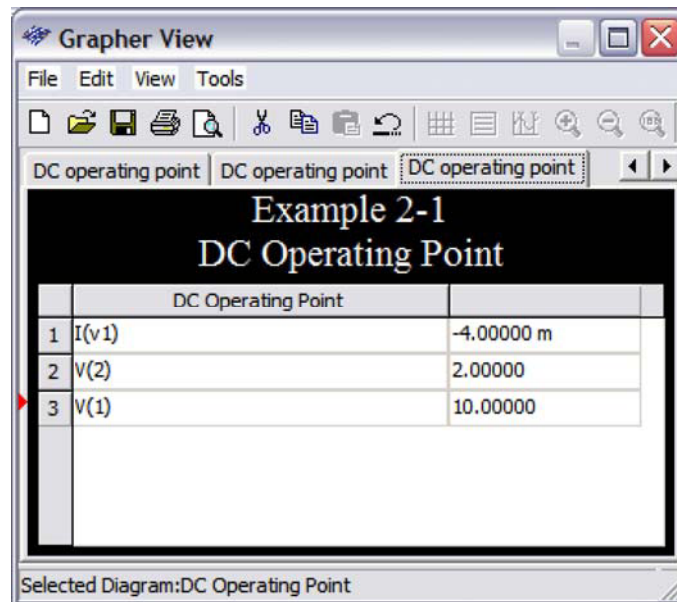 Grapher View
File Edit View Tools
DC operating point DC operating point DC operating point
Example 2-1
DC Operating Point
DC Operating Point
1 I(v1) -4.00000 m
2 V(2) 2.00000
3 V(1) 10.00000
Selected Diagram:DC Operating Point